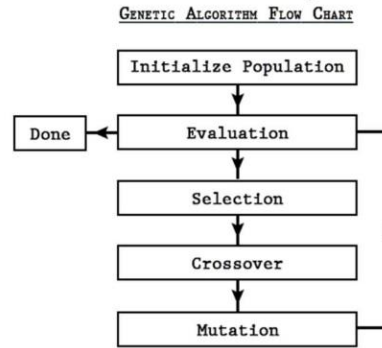 GENETIC ALGORITHM FLOW CHART
Initialize Population
Done
Evaluation
Selection
Crossover
Mutation